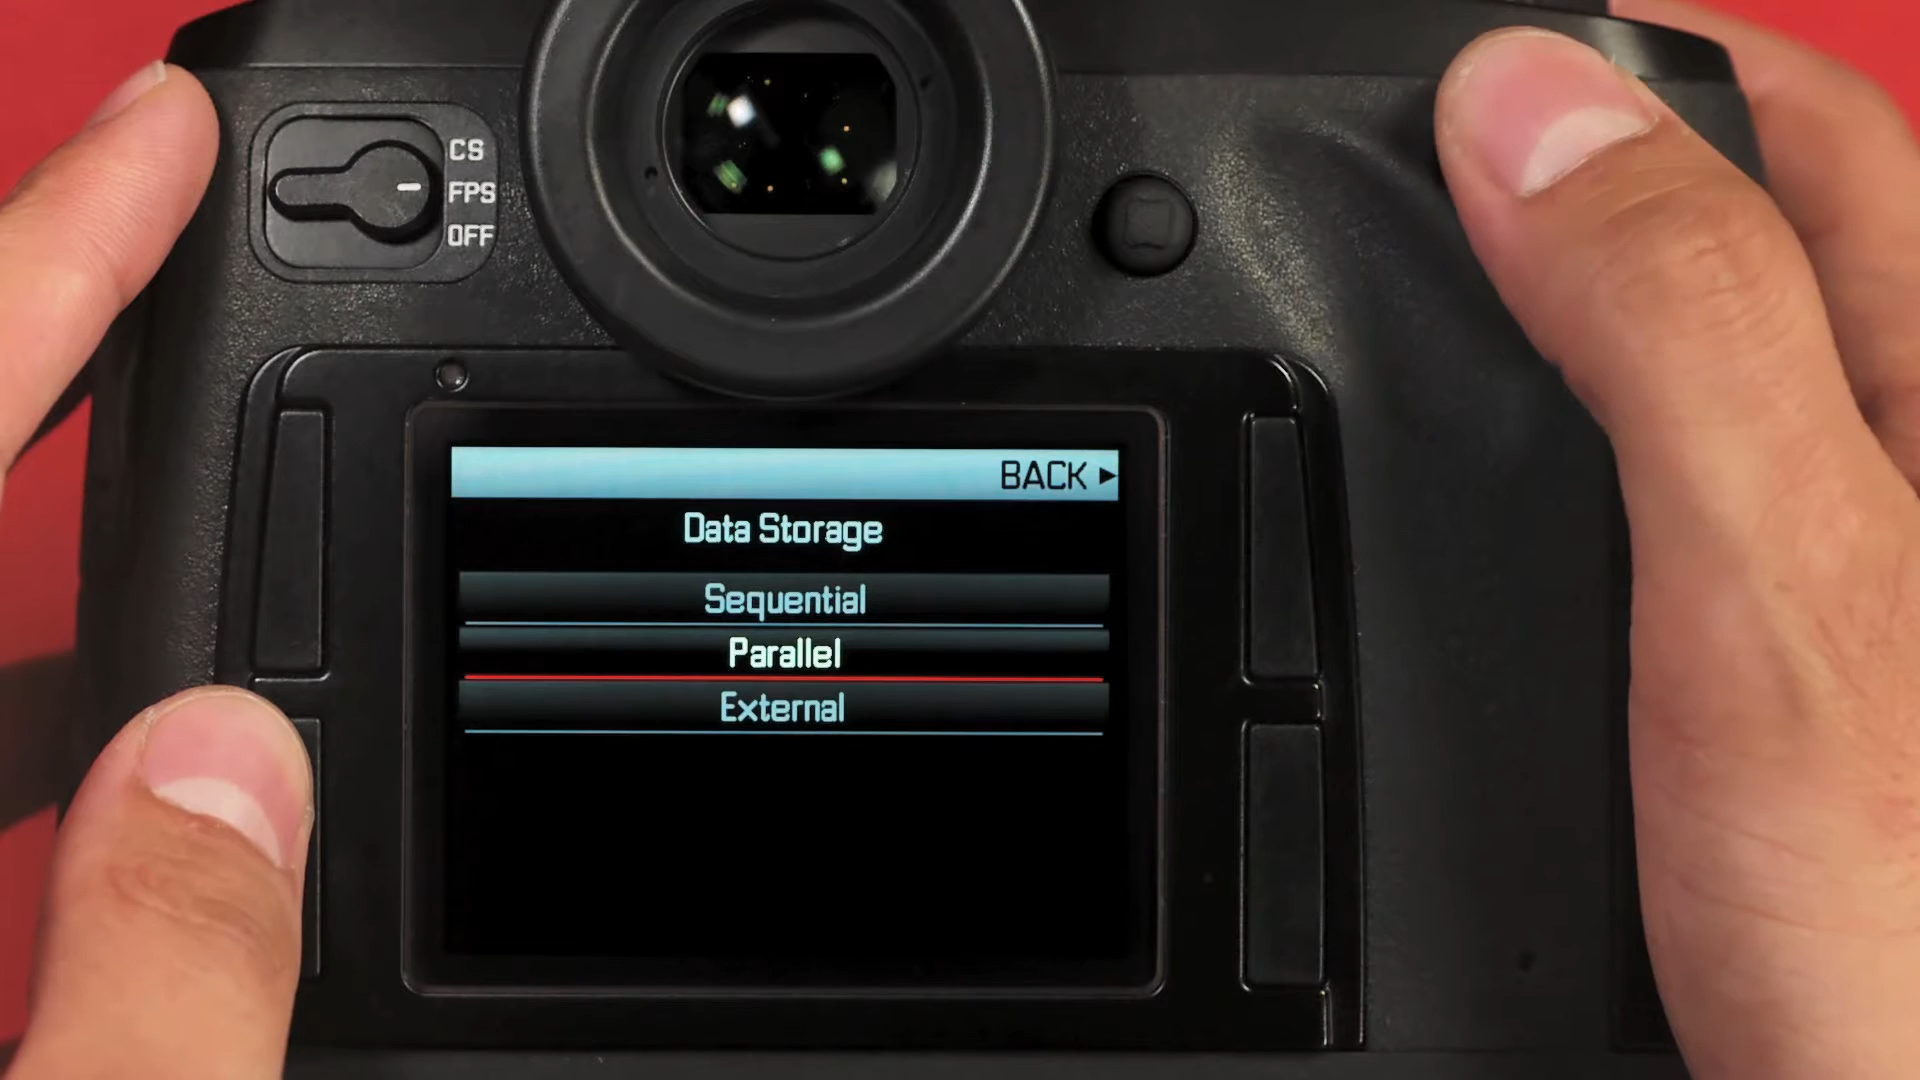 CS
FPS
OFF
BACK
Data Storage
Sequential
Parallel
External